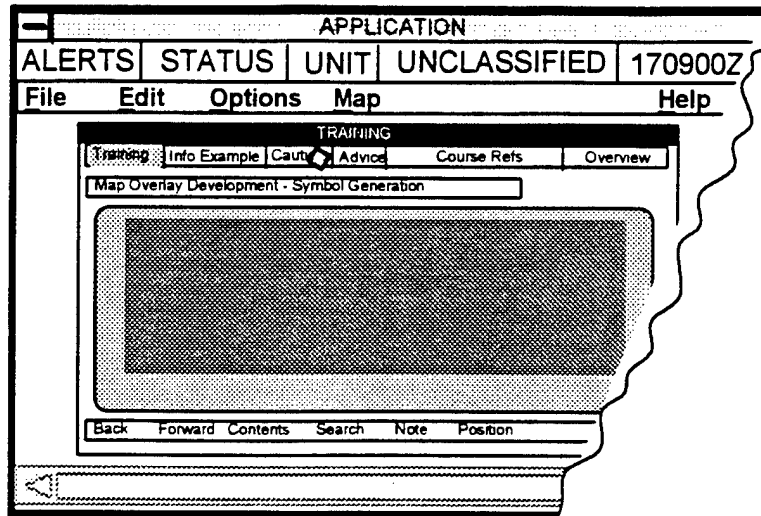 APPLICATION
ALERTS STATUS UNIT UNCLASSIFIED 170900Z
File Edit Options Map Help
TRAINING
Training Info Example Caut Advice Course Refs Overview
Map Overlay Development - Symbol Generation
Back Forward Contents Search Note Position